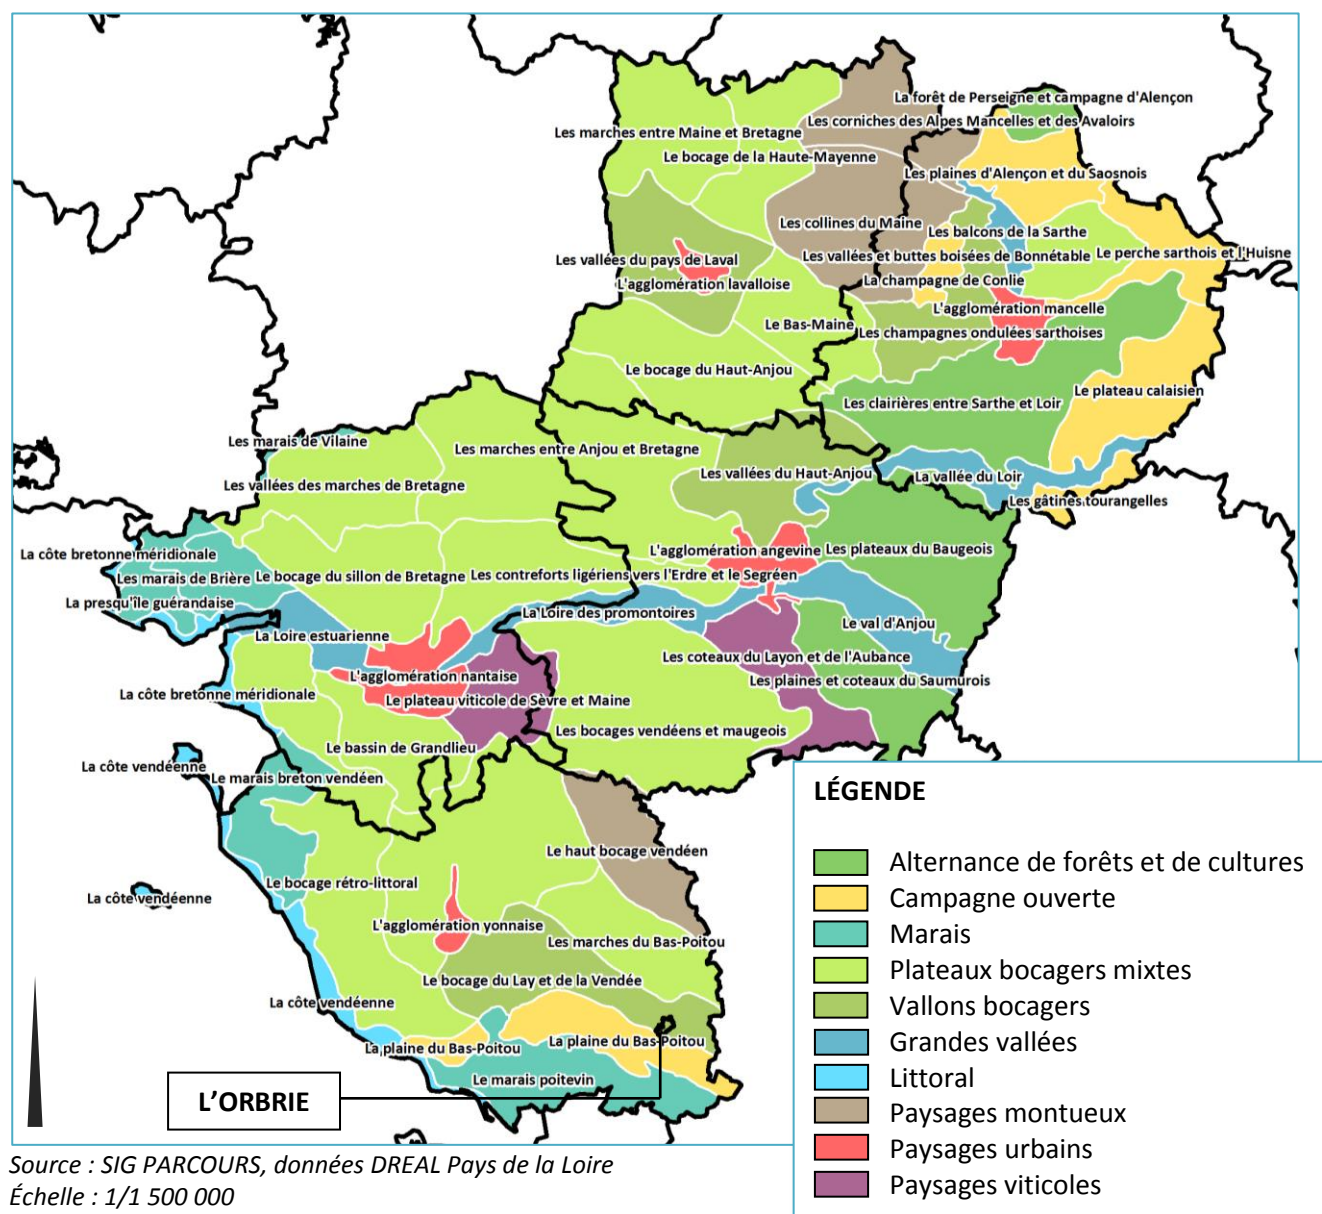 La forêt de Perseigne et campagne d'Alençon
Les corniches des Alpes Mancelles et des Avaloirs
Les marches entre Maine et Bretagne
Le bocage de la Haute-Mayenne
Les plaines d'Alençon et du Saosnois
Les collines du Maine
Les balcons de la Sarthe
Les vallées et buttes boisées de Bonnétable
Le perche sarthois et l'Huisne
Les vallées du pays de Laval
L'agglomération lavalloise
La champagne de Conlie
L'agglomération mancelle
Le Bas-Maine
Les champagnes ondulées sarthoises
Le bocage du Haut-Anjou
Le plateau calaisien
Les clairières entre Sarthe et Loir
Les marais de Vilaine
Les marches entre Anjou et Bretagne
Les vallées du Haut-Anjou
La vallée du Loir
Les vallées des marches de Bretagne
Les gâtines tourangelles
La côte bretonne méridionale
L'agglomération angevine
Les plateaux du Baugeois
Les marais de Brière
Le bocage du sillon de Bretagne
Les contreforts ligériens vers l'Erdre et le Segréen
La presqu'île guérandaise
La Loire des promontoires
Le val d'Anjou
La Loire estuarienne
Les coteaux du Layon et de l'Aubance
L'agglomération nantaise
Les plaines et coteaux du Saumurois
La côte bretonne méridionale
Le plateau viticole de Sèvre et Maine
Les bocages vendéens et maugeois
Le bassin de Grandlieu
La côte vendéenne
Le marais breton vendéen
Le haut bocage vendéen
Le bocage rétro-littoral
La côte vendéenne
L'agglomération yonnaise
Les marches du Bas-Poitou
Le bocage du Lay et de la Vendée
La côte vendéenne
La plaine du Bas-Poitou
La plaine du Bas-Poitou
Le marais poitevin
L'ORBRIE
LÉGENDE
Alternance de forêts et de cultures
Campagne ouverte
Marais
Plateaux bocagers mixtes
Vallons bocagers
Grandes vallées
Littoral
Paysages montueux
Paysages urbains
Paysages viticoles
Source : SIG PARCOURS, données DREAL Pays de la Loire
Échelle : 1/1 500 000